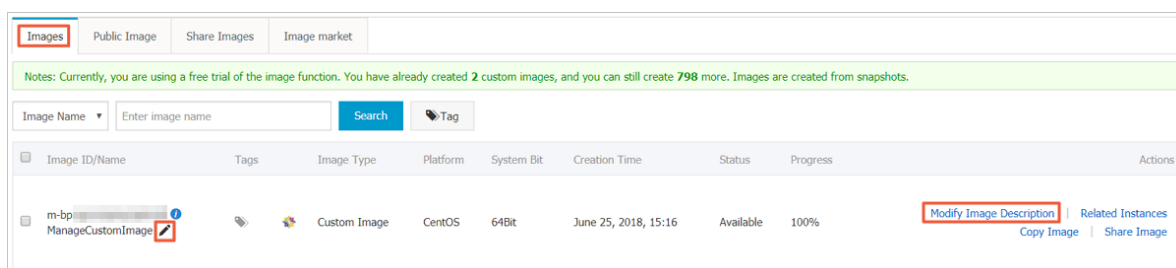 Images Public Image Share Images Image market
Notes: Currently, you are using a free trial of the image function. You have already created 2 custom images, and you can still create 798 more. Images are created from snapshots.
Image Name Enter image name Search Tag
Image ID/Name Tags Image Type Platform System Bit Creation Time Status Progress Actions
m-bp
ManageCustomImage Custom Image CentOS 64Bit June 25, 2018, 15:16 Available 100% Modify Image Description | Related Instances
Copy Image | Share Image